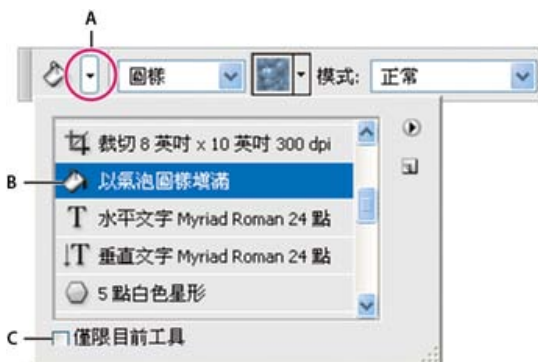 A
圖樣
模式:
正常
裁切 8 英吋 x 10 英吋 300 dpi
B
以氣泡圖樣填滿
水平文字 Myriad Roman 24 點
垂直文字 Myriad Roman 24 點
5 點白色星形
C
僅限目前工具